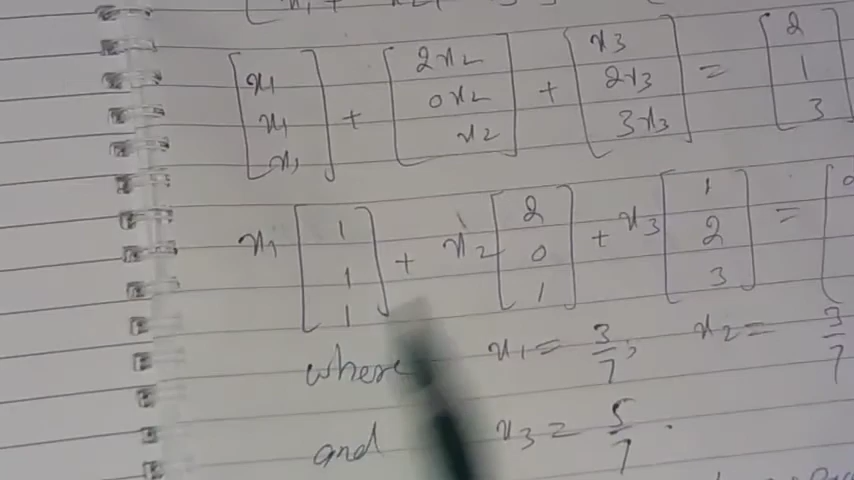 [x1 x1 x1] + [2x2 0x2 x2] + [x3 2x3 3x3] = [2 1 3]
x1 [1 1 1] + x2 [2 0 1] + x3 [1 2 3] = [
where x1 = 3/7; x2 = 3/7
and x3 = 5/7.